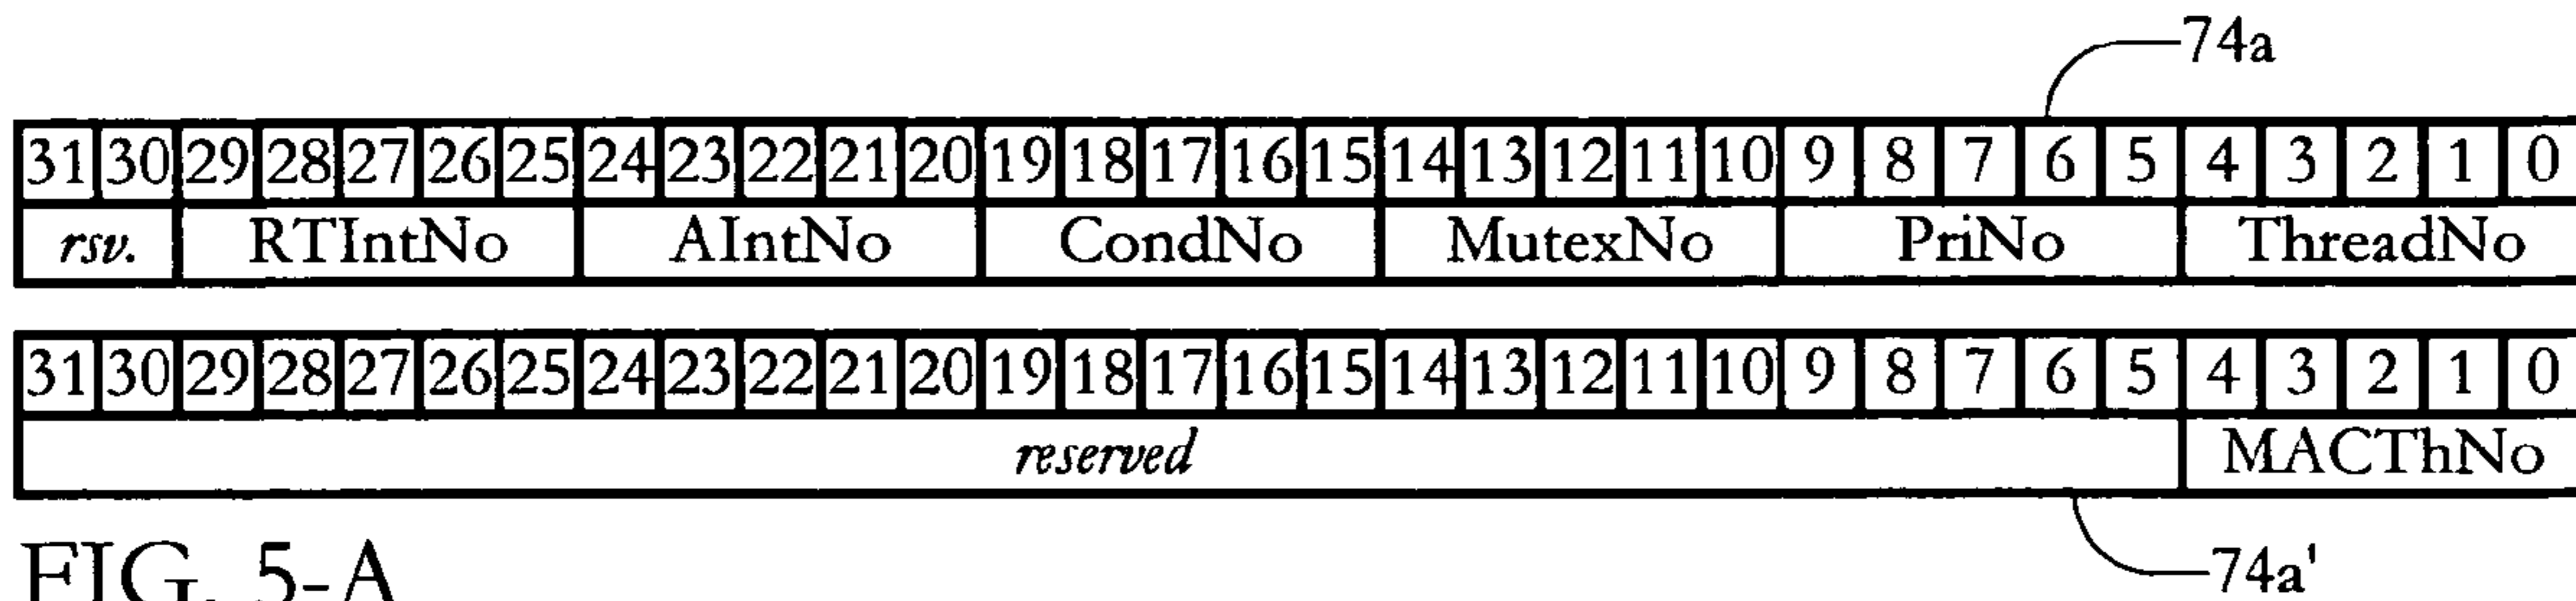 74a
31 30 29 28 27 26 25 24 23 22 21 20 19 18 17 16 15 14 13 12 11 10 9 8 7 6 5 4 3 2 1 0
rsv. RTIntNo AIntNo CondNo MutexNo PriNo ThreadNo
31 30 29 28 27 26 25 24 23 22 21 20 19 18 17 16 15 14 13 12 11 10 9 8 7 6 5 4 3 2 1 0
reserved MACThNo
74a'
FIG. 5-A